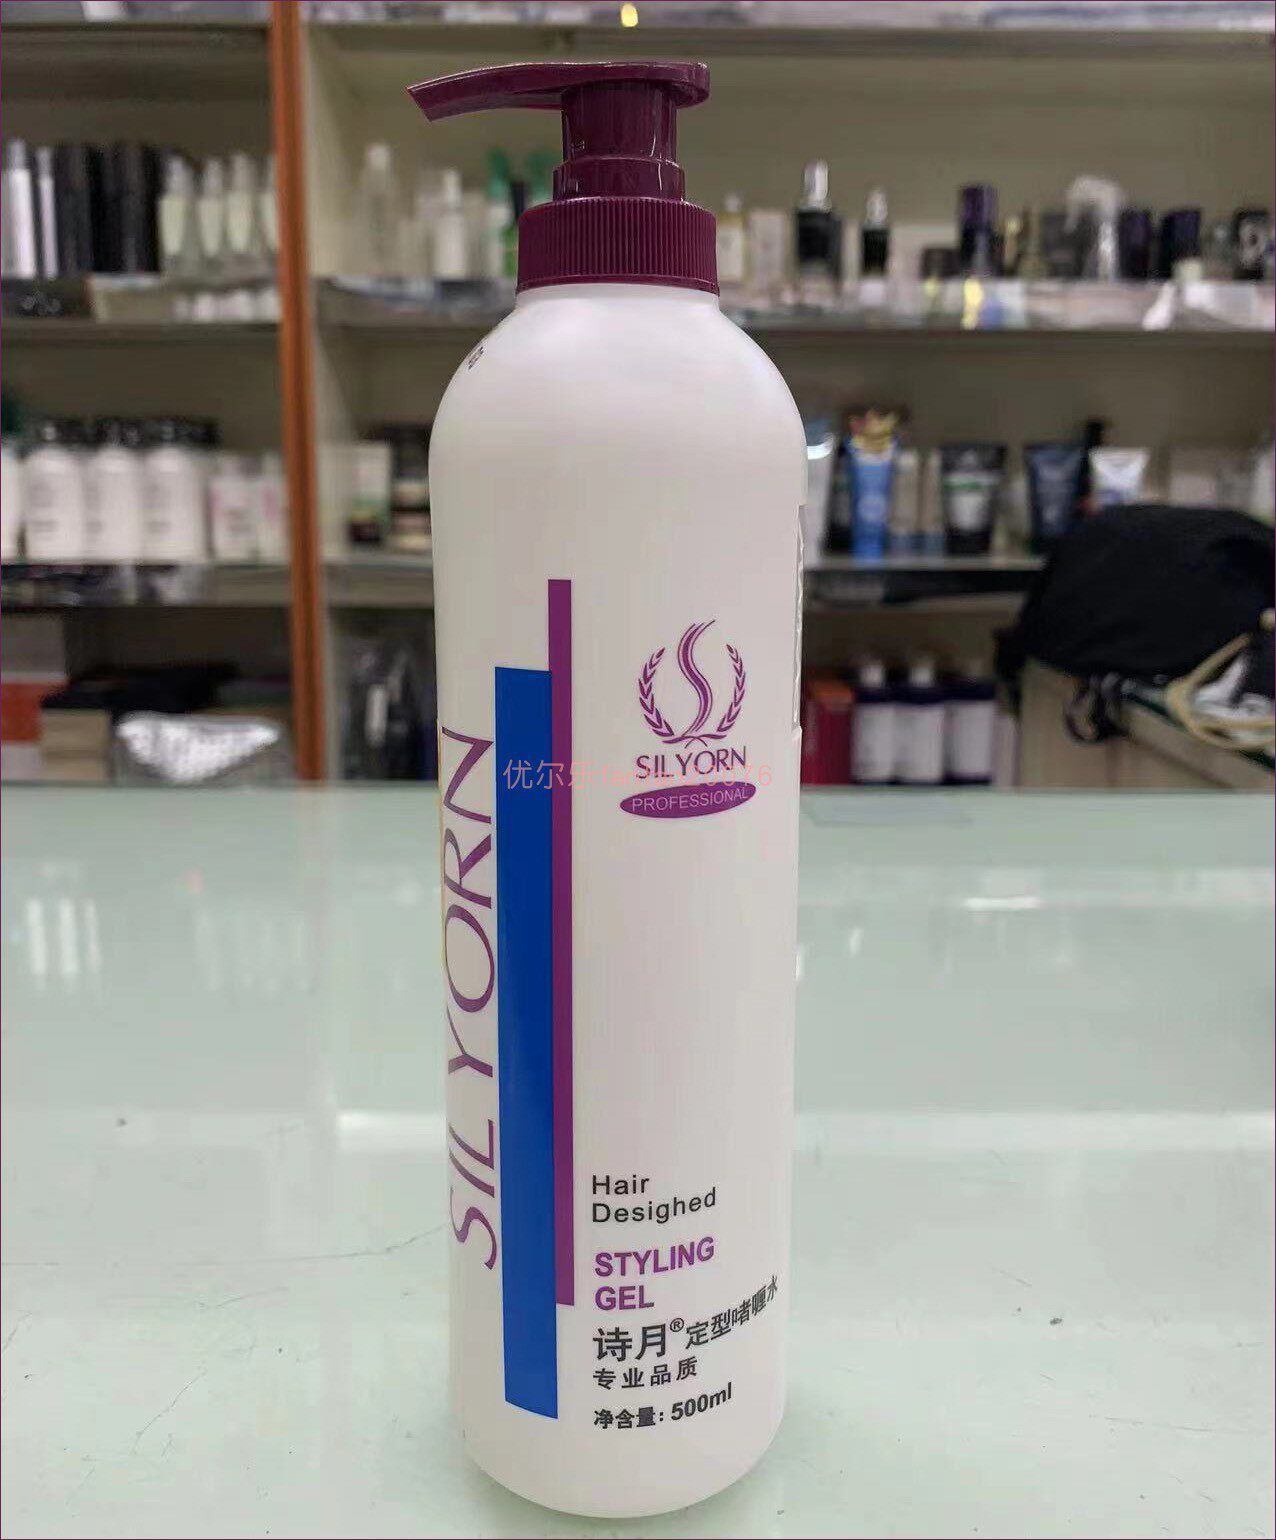 SILYORN
SILYORN
PROFESSIONAL
Hair
Desighed
STYLING
GEL
诗月®定型啫喱水
专业品质
净含量:500ml